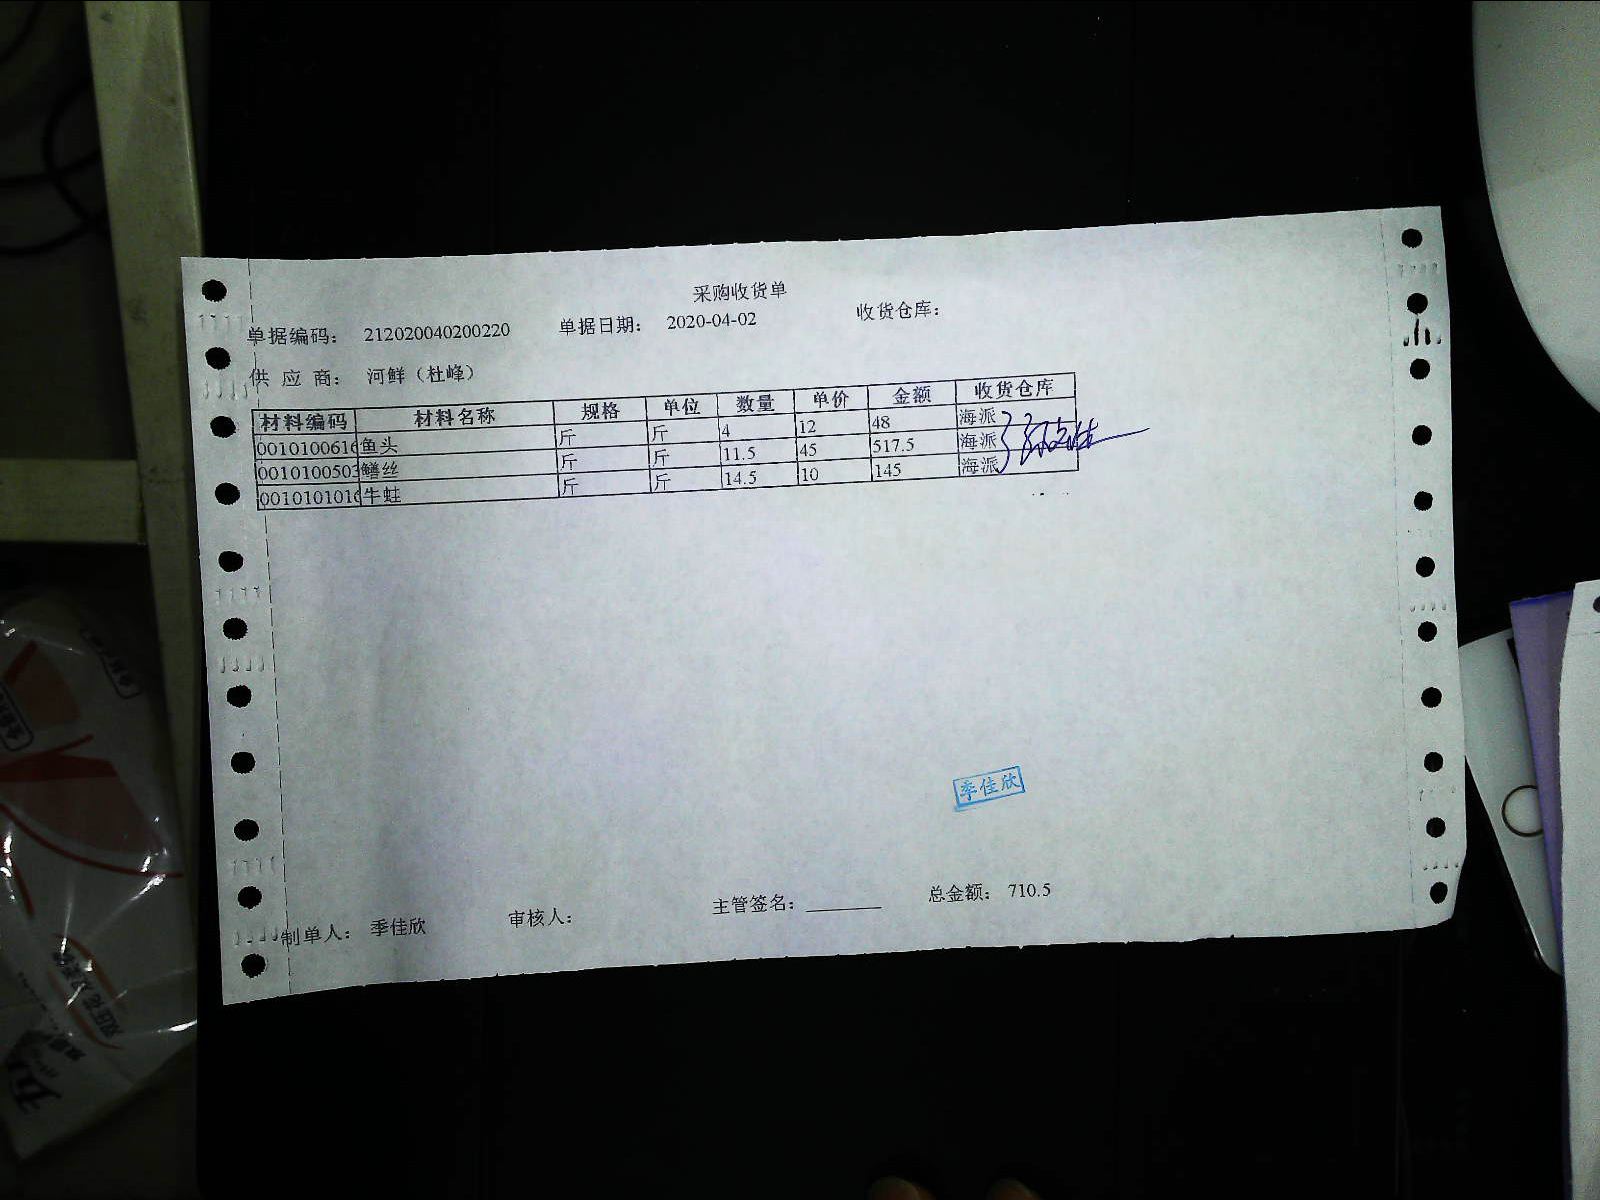 采购收货单
单据编码： 212020040200220 单据日期： 2020-04-02 收货仓库：
供 应 商： 河鲜（杜峰）
材料编码 材料名称 规格 单位 数量 单价 金额 收货仓库
0010100616 鱼头 斤 斤 4 12 48 海派
0010100503 鳝丝 斤 斤 11.5 45 517.5 海派
0010101016 牛蛙 斤 斤 14.5 10 145 海派
季佳欣
制单人： 季佳欣 审核人： 主管签名： 总金额： 710.5